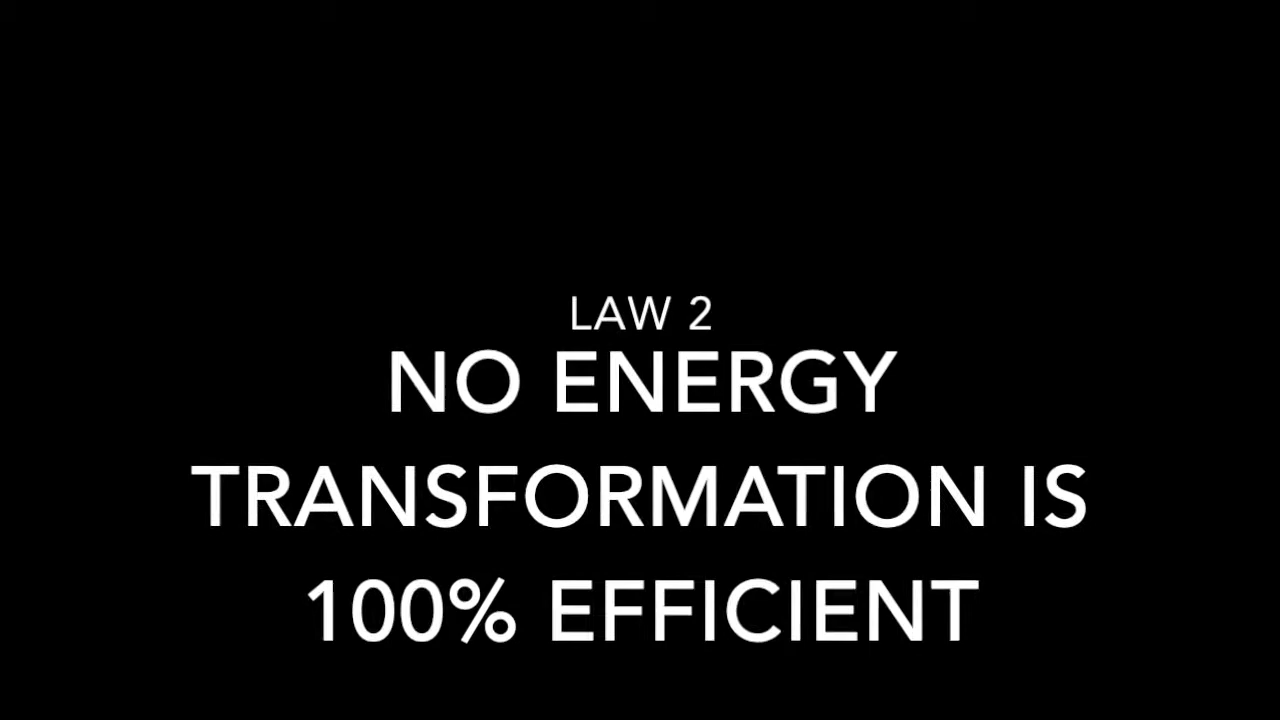 LAW 2
NO ENERGY
TRANSFORMATION IS
100% EFFICIENT